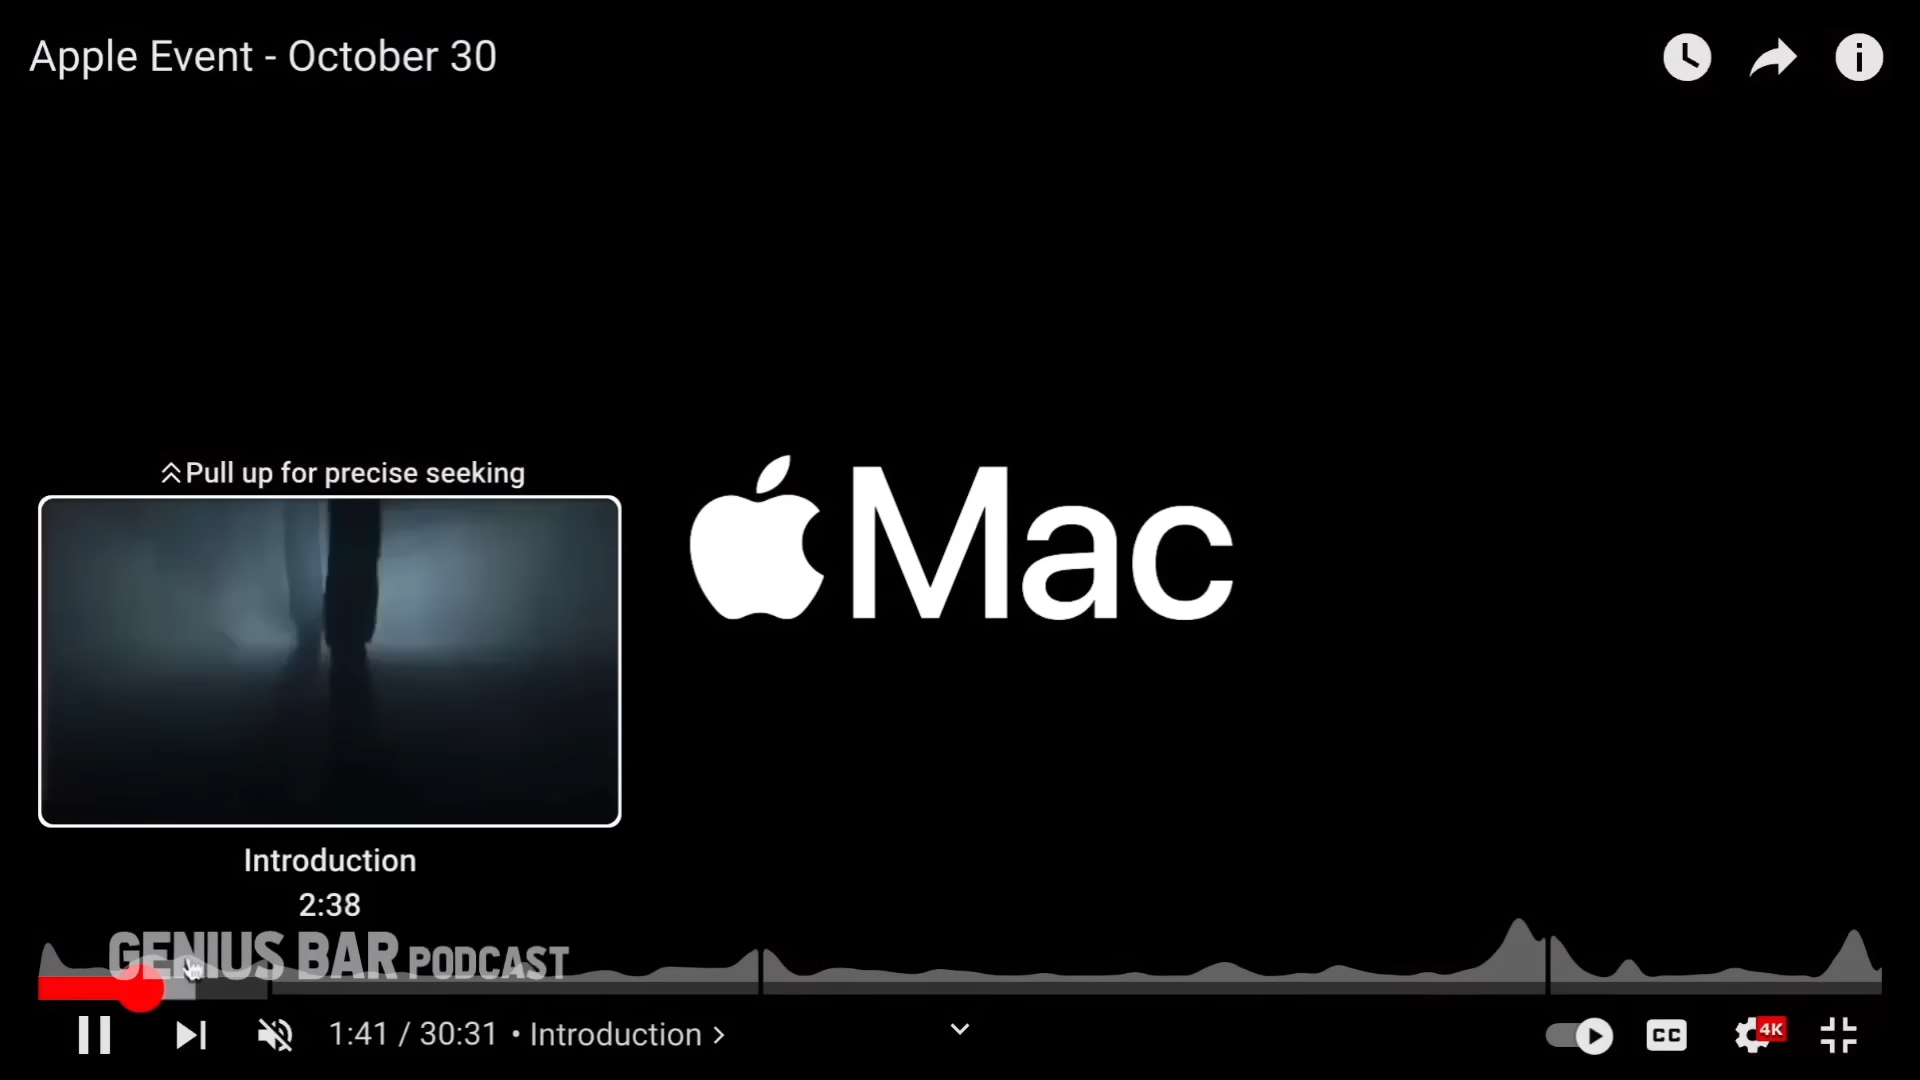 Apple Event - October 30
Pull up for precise seeking
Mac
Introduction
2:38
GENIUS BAR PODCAST
1:41 / 30:31 • Introduction >
CC
4K